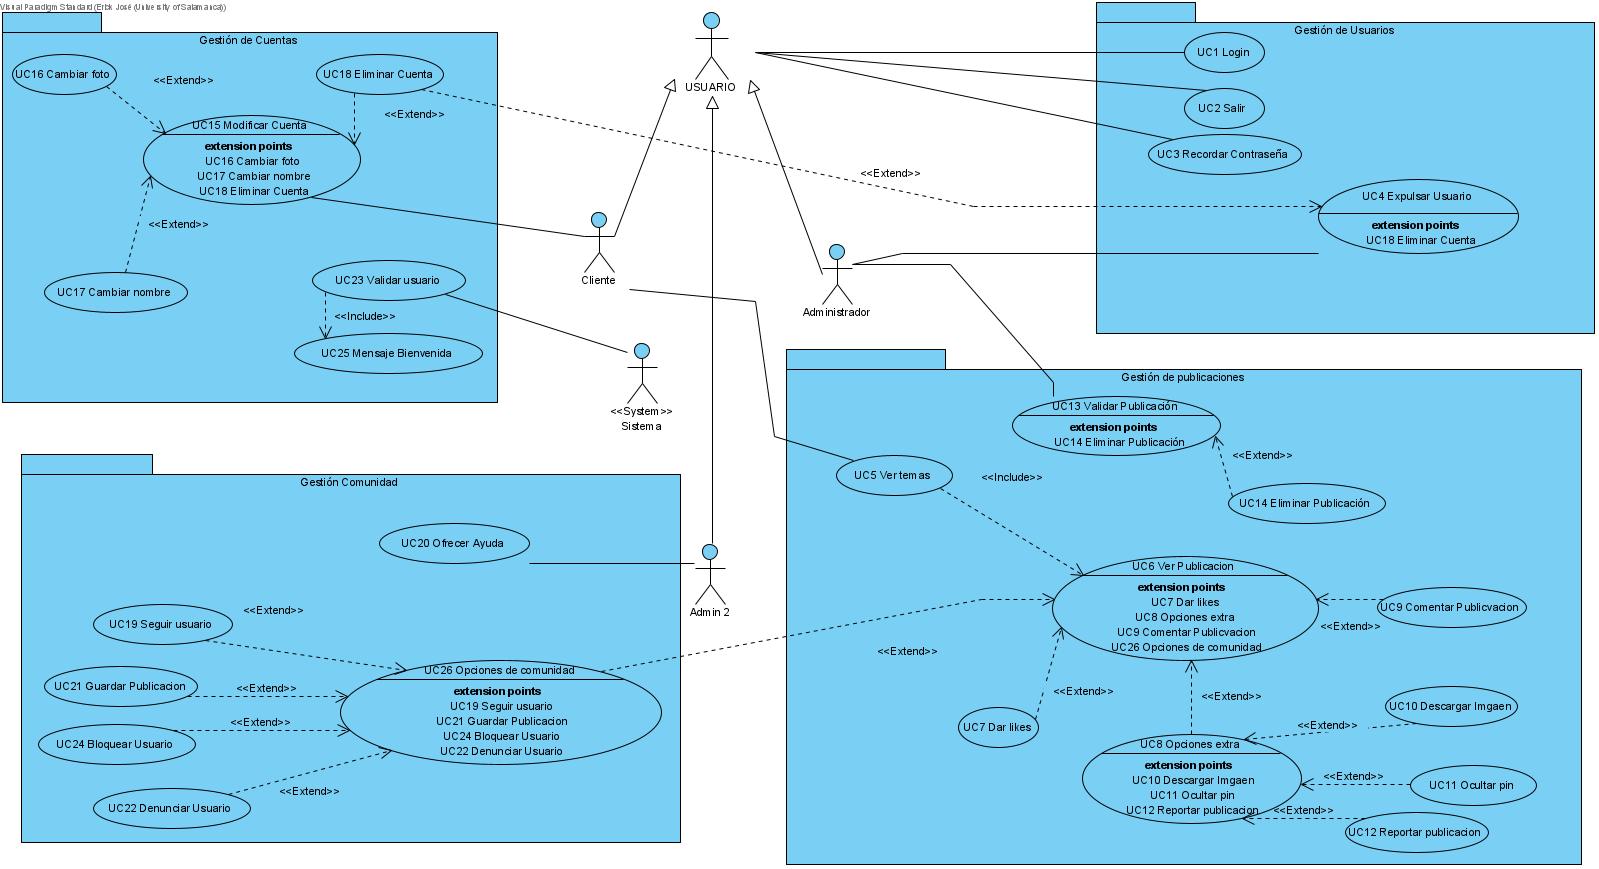 Visual Paradigm Standard (Erick José (University of Salamanca))
Gestión de Cuentas
UC16 Cambiar foto
<<Extend>>
UC18 Eliminar Cuenta
<<Extend>>
UC15 Modificar Cuenta
extension points
UC16 Cambiar foto
UC17 Cambiar nombre
UC18 Eliminar Cuenta
<<Extend>>
UC17 Cambiar nombre
UC23 Validar usuario
<<Include>>
UC25 Mensaje Bienvenida
USUARIO
Cliente
Administrador
<<System>>
Sistema
Admin 2
Gestión de Usuarios
UC1 Login
UC2 Salir
UC3 Recordar Contraseña
<<Extend>>
UC4 Expulsar Usuario
extension points
UC18 Eliminar Cuenta
Gestión de publicaciones
UC13 Validar Publicación
extension points
UC14 Eliminar Publicación
<<Extend>>
UC14 Eliminar Publicación
UC5 Ver temas
<<Include>>
UC6 Ver Publicacion
extension points
UC7 Dar likes
UC8 Opciones extra
UC9 Comentar Publicvacion
UC26 Opciones de comunidad
UC9 Comentar Publicvacion
<<Extend>>
<<Extend>>
<<Extend>>
<<Extend>>
UC7 Dar likes
UC10 Descargar Imgaen
<<Extend>>
UC8 Opciones extra
extension points
UC10 Descargar Imgaen
UC11 Ocultar pin
UC12 Reportar publicacion
<<Extend>>
UC11 Ocultar pin
<<Extend>>
UC12 Reportar publicacion
Gestión Comunidad
UC20 Ofrecer Ayuda
<<Extend>>
UC19 Seguir usuario
UC26 Opciones de comunidad
extension points
UC19 Seguir usuario
UC21 Guardar Publicacion
UC24 Bloquear Usuario
UC22 Denunciar Usuario
UC21 Guardar Publicacion
<<Extend>>
<<Extend>>
UC24 Bloquear Usuario
<<Extend>>
UC22 Denunciar Usuario